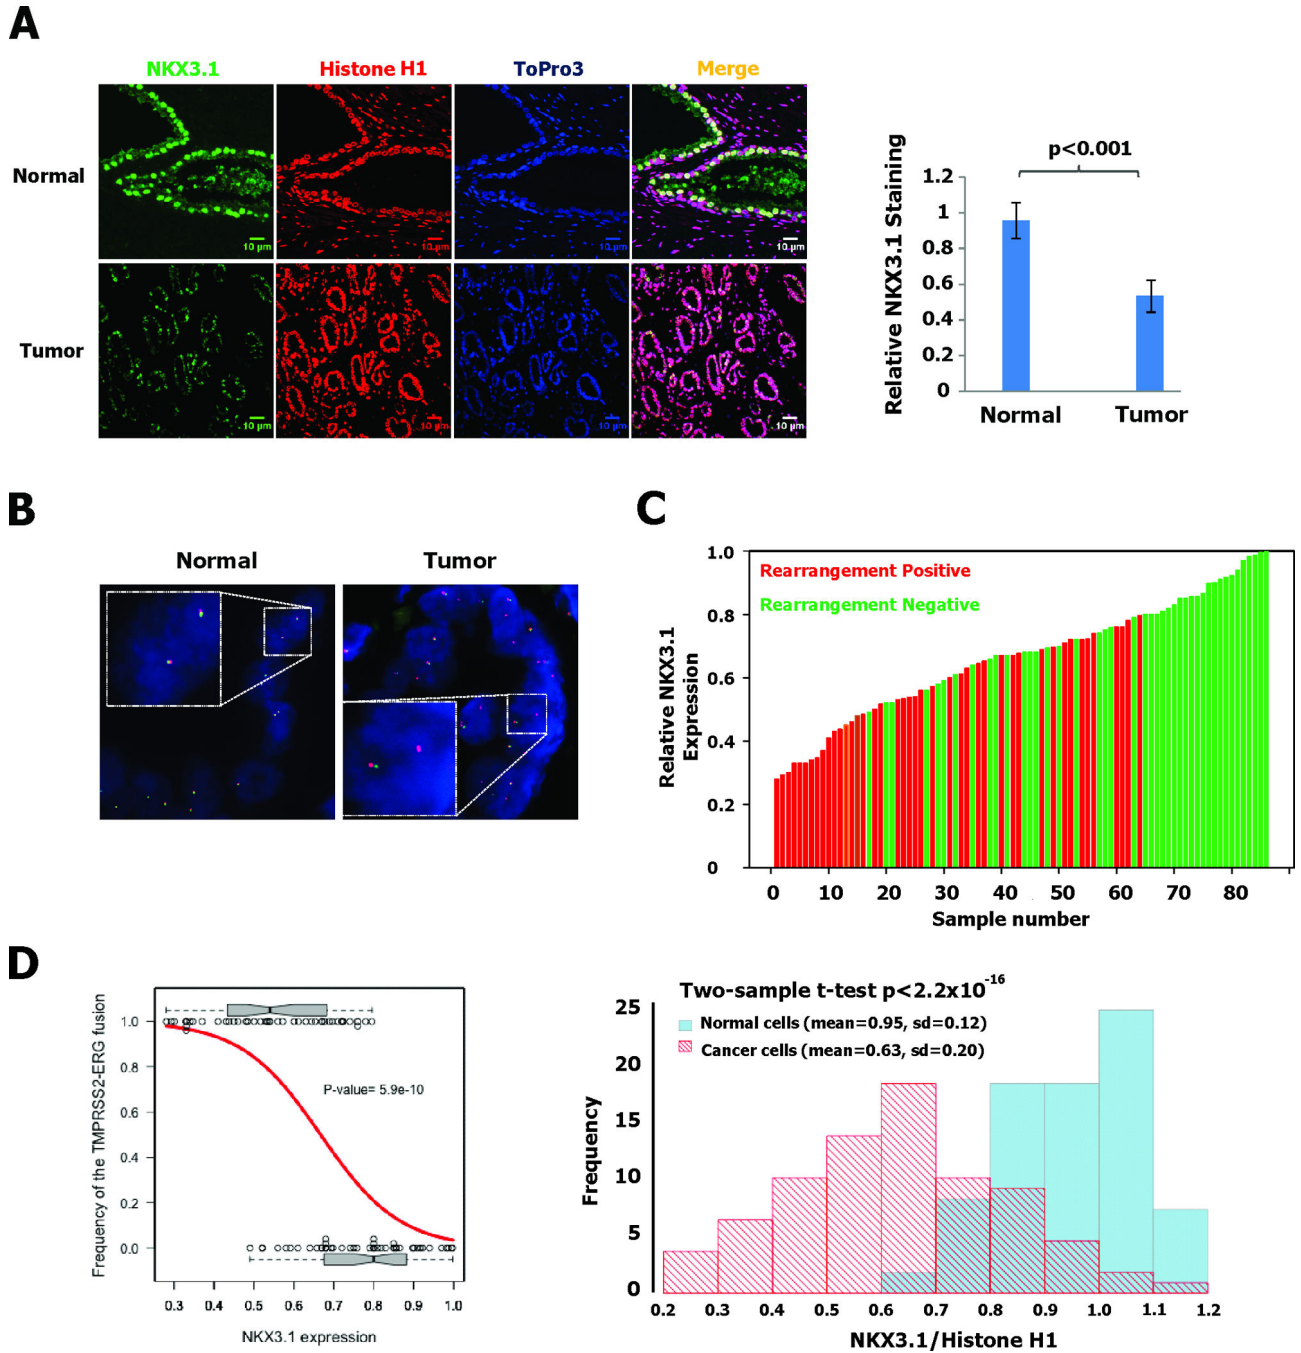 A
NKX3.1 Histone H1 ToPro3 Merge
Normal
10 µm 10 µm 10 µm 10 µm
Tumor
10 µm 10 µm 10 µm 10 µm
p<0.001
Relative NKX3.1 Staining
1.2
1
0.8
0.6
0.4
0.2
0
Normal Tumor
B
Normal Tumor
C
Rearrangement Positive
Rearrangement Negative
Relative NKX3.1
Expression
1.0
0.8
0.6
0.4
0.2
0
0 10 20 30 40 50 60 70 80
Sample number
D
Frequency of the TMPRSS2-ERG fusion
1.0
0.8
0.6
0.4
0.2
0.0
P-value= 5.9e-10
0.3 0.4 0.5 0.6 0.7 0.8 0.9 1.0
NKX3.1 expression
Two-sample t-test p<2.2x10-16
Normal cells (mean=0.95, sd=0.12)
Cancer cells (mean=0.63, sd=0.20)
Frequency
25
20
15
10
5
0
0.2 0.3 0.4 0.5 0.6 0.7 0.8 0.9 1.0 1.1 1.2
NKX3.1/Histone H1